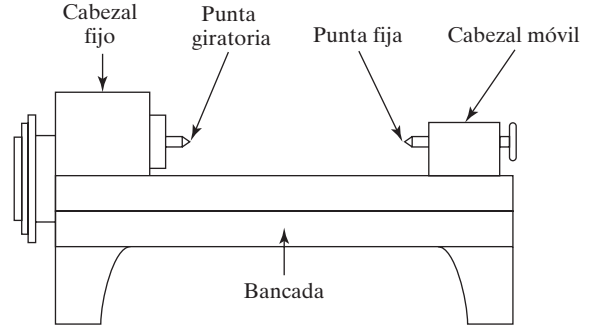 Cabezal
fijo
Punta
giratoria
Punta fija
Cabezal móvil
Bancada